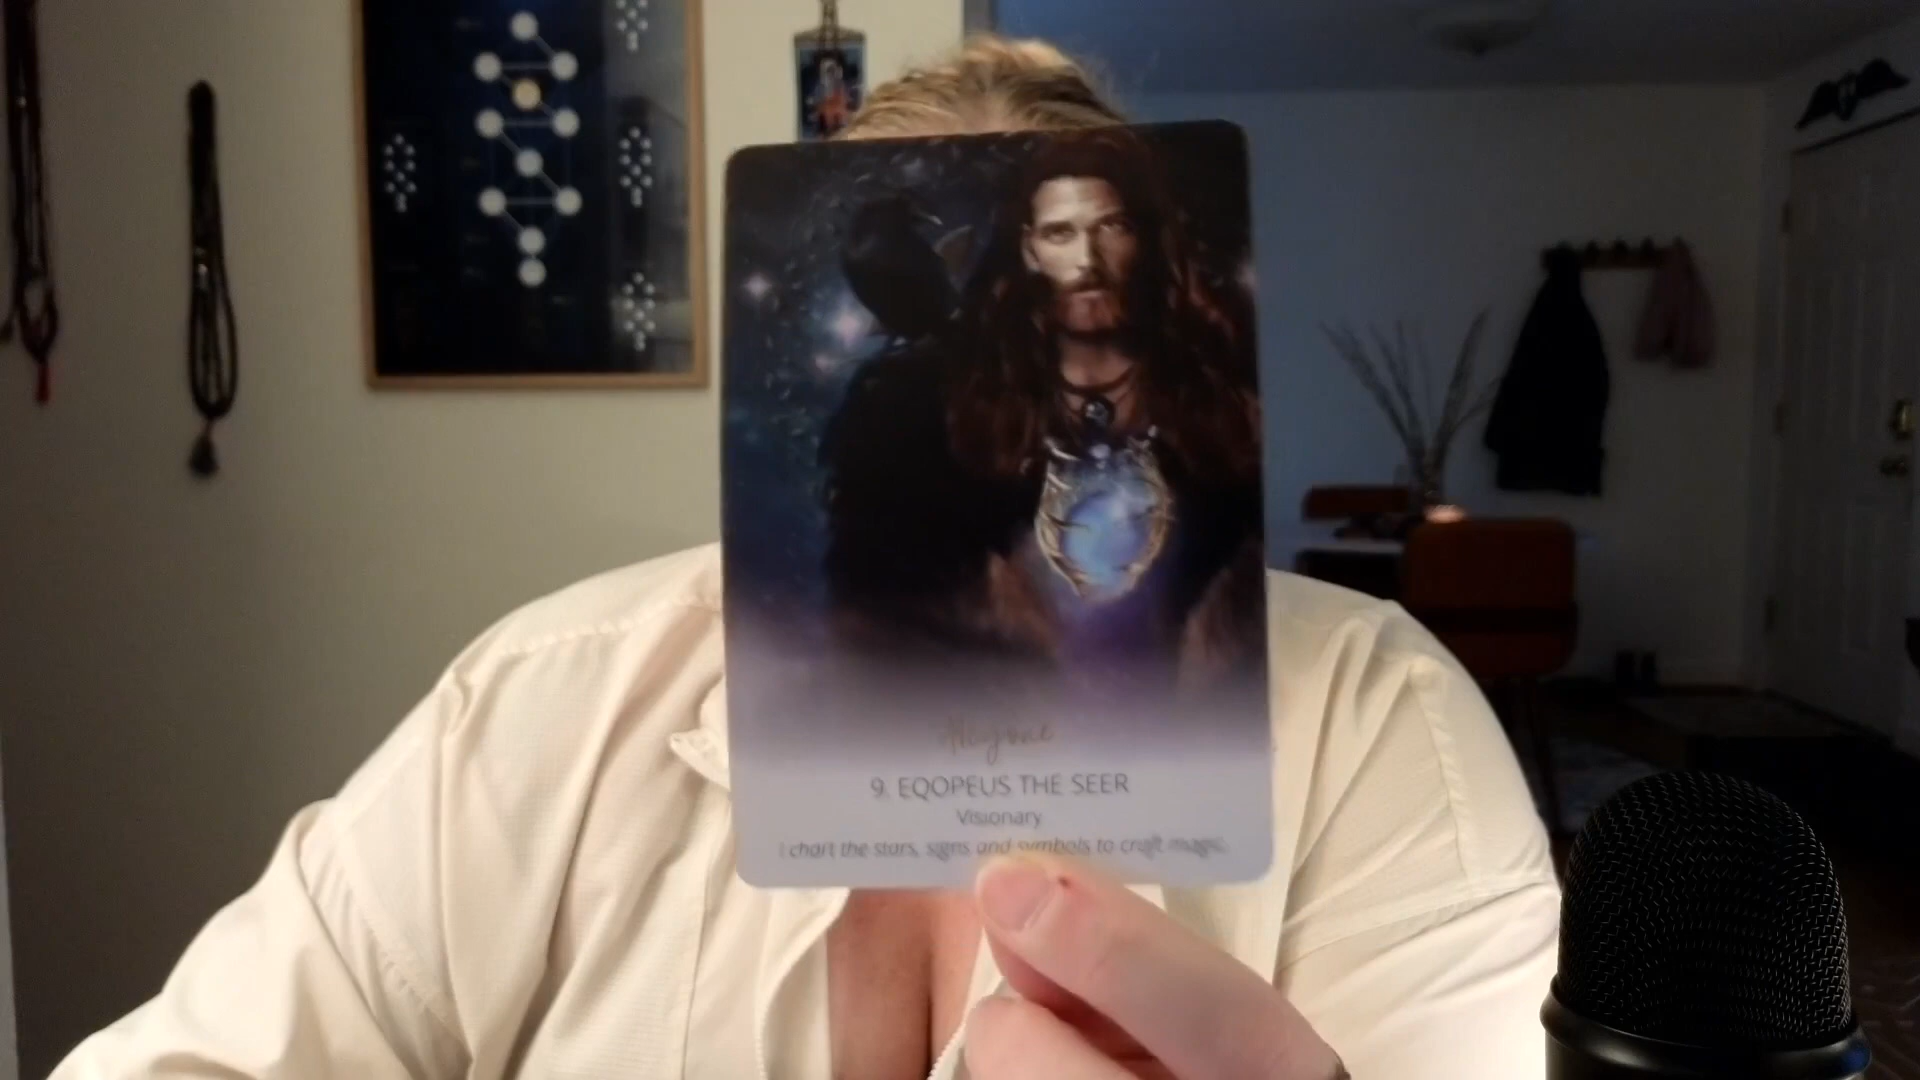 9. EQOPEUS THE SEER
Visionary
I chart the stars, signs and symbols to craft magic.